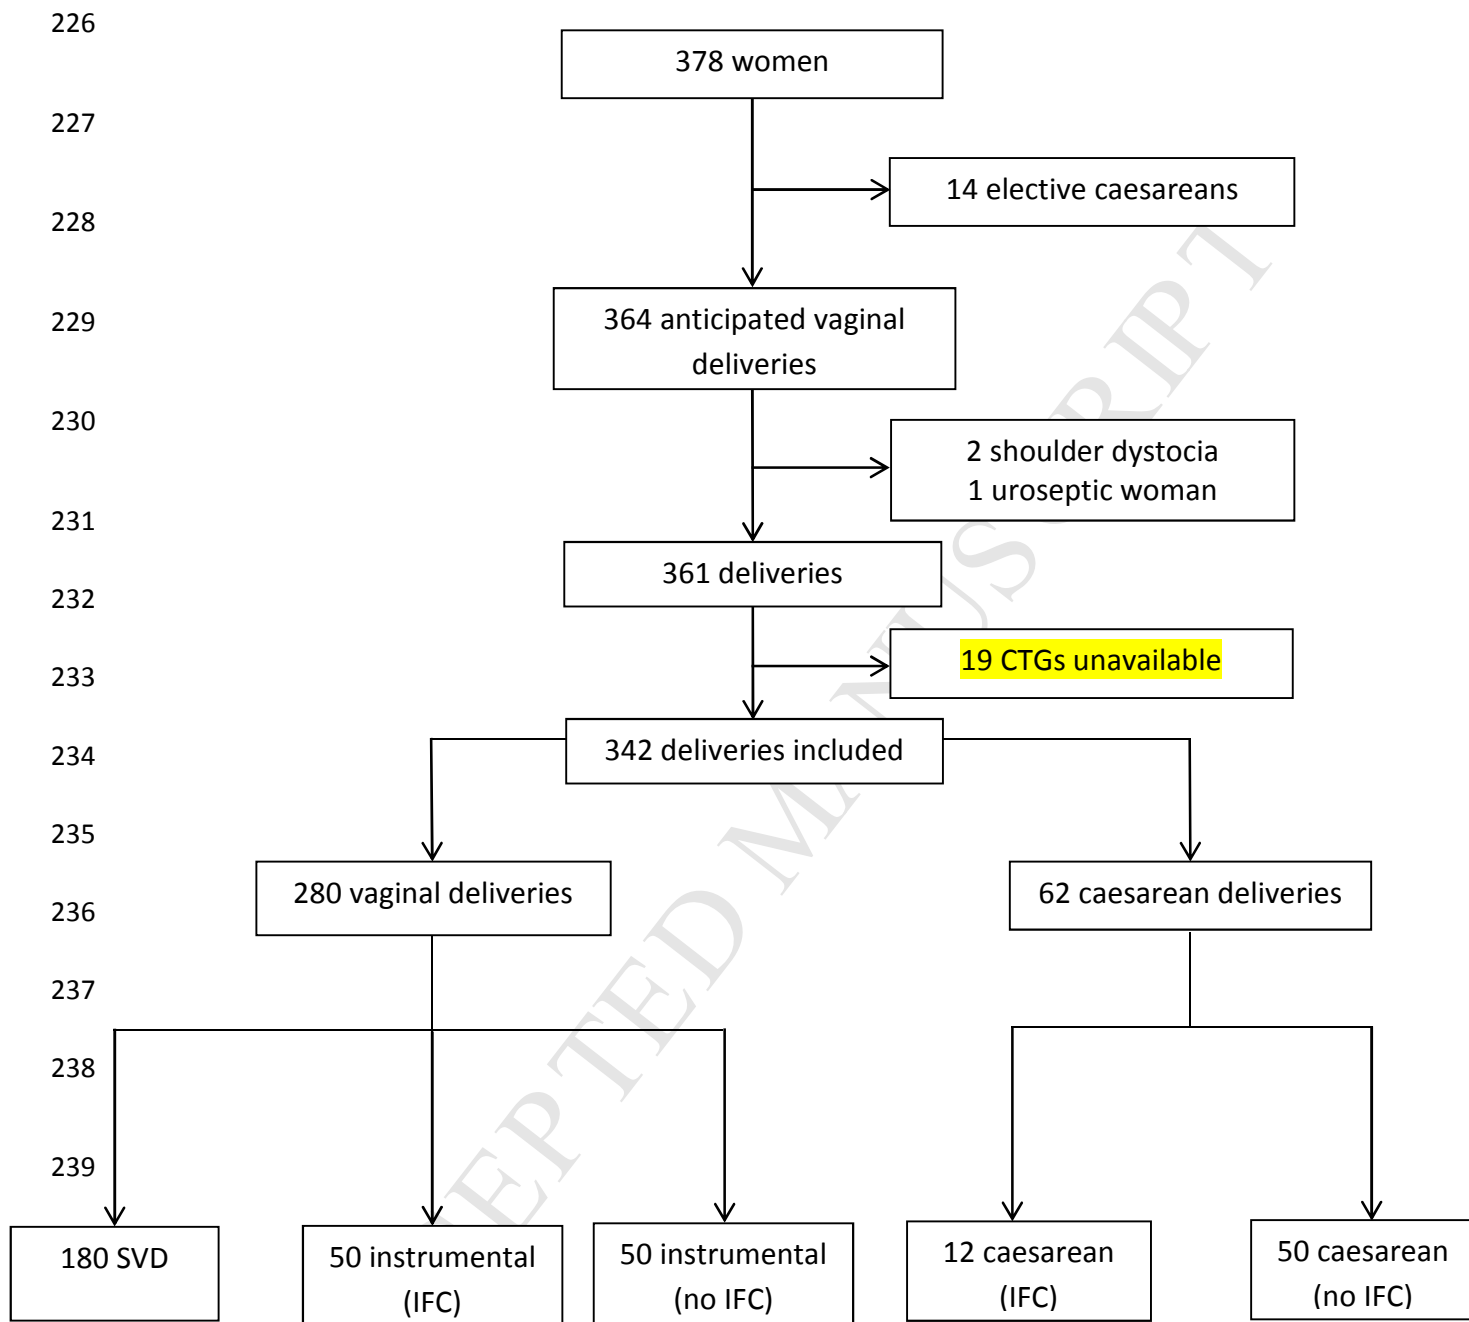 226
378 women
227
14 elective caesareans
228
229
364 anticipated vaginal
deliveries
230
2 shoulder dystocia
1 uroseptic woman
231
361 deliveries
232
19 CTGs unavailable
233
342 deliveries included
234
235
280 vaginal deliveries
62 caesarean deliveries
236
237
238
239
180 SVD
50 instrumental
(IFC)
50 instrumental
(no IFC)
12 caesarean
(IFC)
50 caesarean
(no IFC)
EPTED MANUSCRIPT